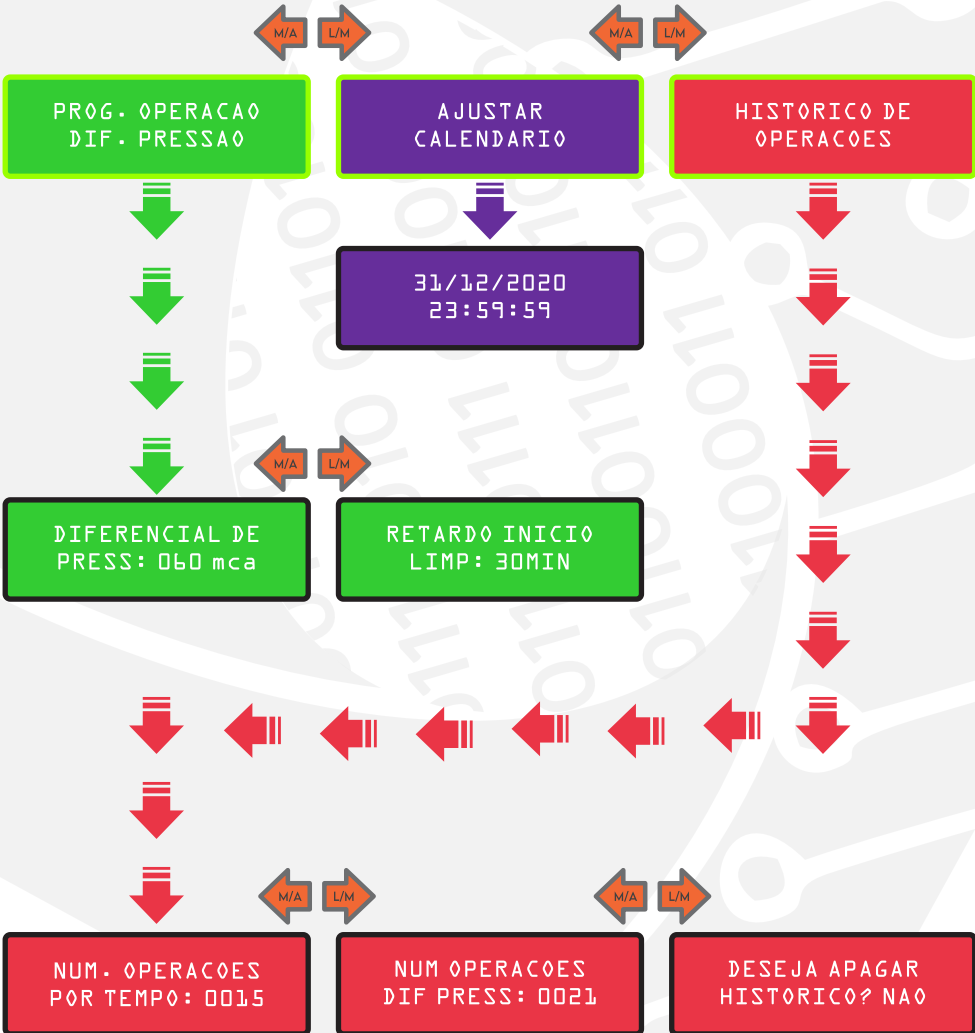 M/A L/M M/A L/M
PROG. OPERACAO
DIF. PRESSAO
AJUSTAR
CALENDARIO
HISTORICO DE
OPERACOES
31/12/2020
23:59:59
M/A L/M
DIFERENCIAL DE
PRESS: 060 mca
RETARDO INICIO
LIMP: 30MIN
M/A L/M M/A L/M
NUM. OPERACOES
POR TEMPO: 0015
NUM OPERACOES
DIF PRESS: 0021
DESEJA APAGAR
HISTORICO? NAO